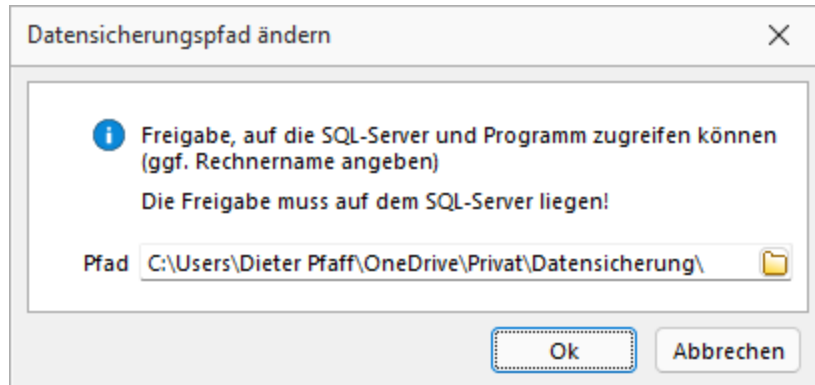 Datensicherungspfad ändern
Freigabe, auf die SQL-Server und Programm zugreifen können
(ggf. Rechnername angeben)
Die Freigabe muss auf dem SQL-Server liegen!
Pfad C:\Users\Dieter Pfaff\OneDrive\Privat\Datensicherung\
Ok Abbrechen